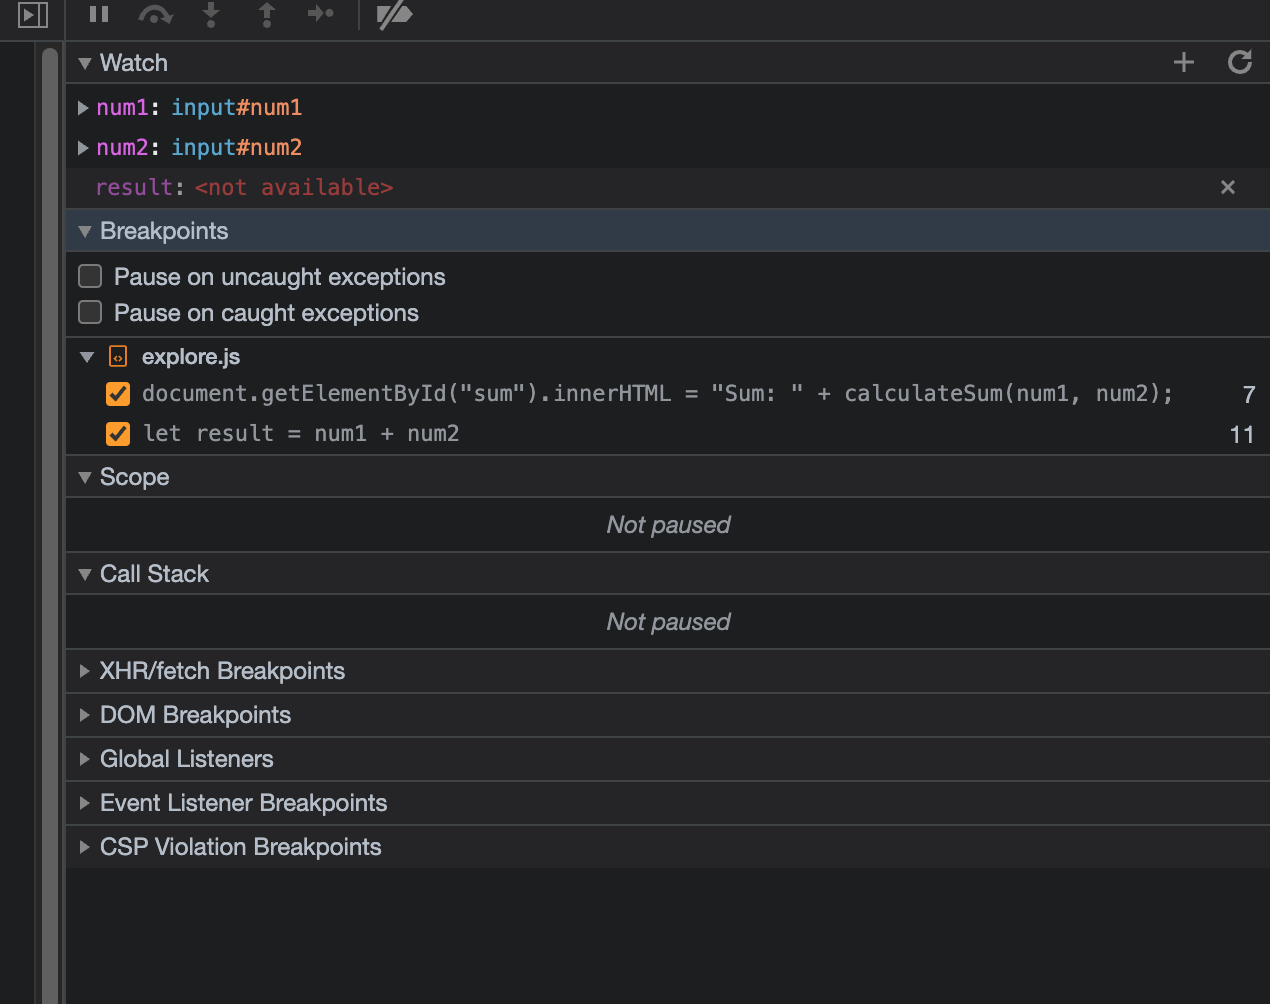 Watch
num1: input#num1
num2: input#num2
result: <not available>
Breakpoints
Pause on uncaught exceptions
Pause on caught exceptions
explore.js
document.getElementById("sum").innerHTML = "Sum: " + calculateSum(num1, num2); 7
let result = num1 + num2 11
Scope
Not paused
Call Stack
Not paused
XHR/fetch Breakpoints
DOM Breakpoints
Global Listeners
Event Listener Breakpoints
CSP Violation Breakpoints